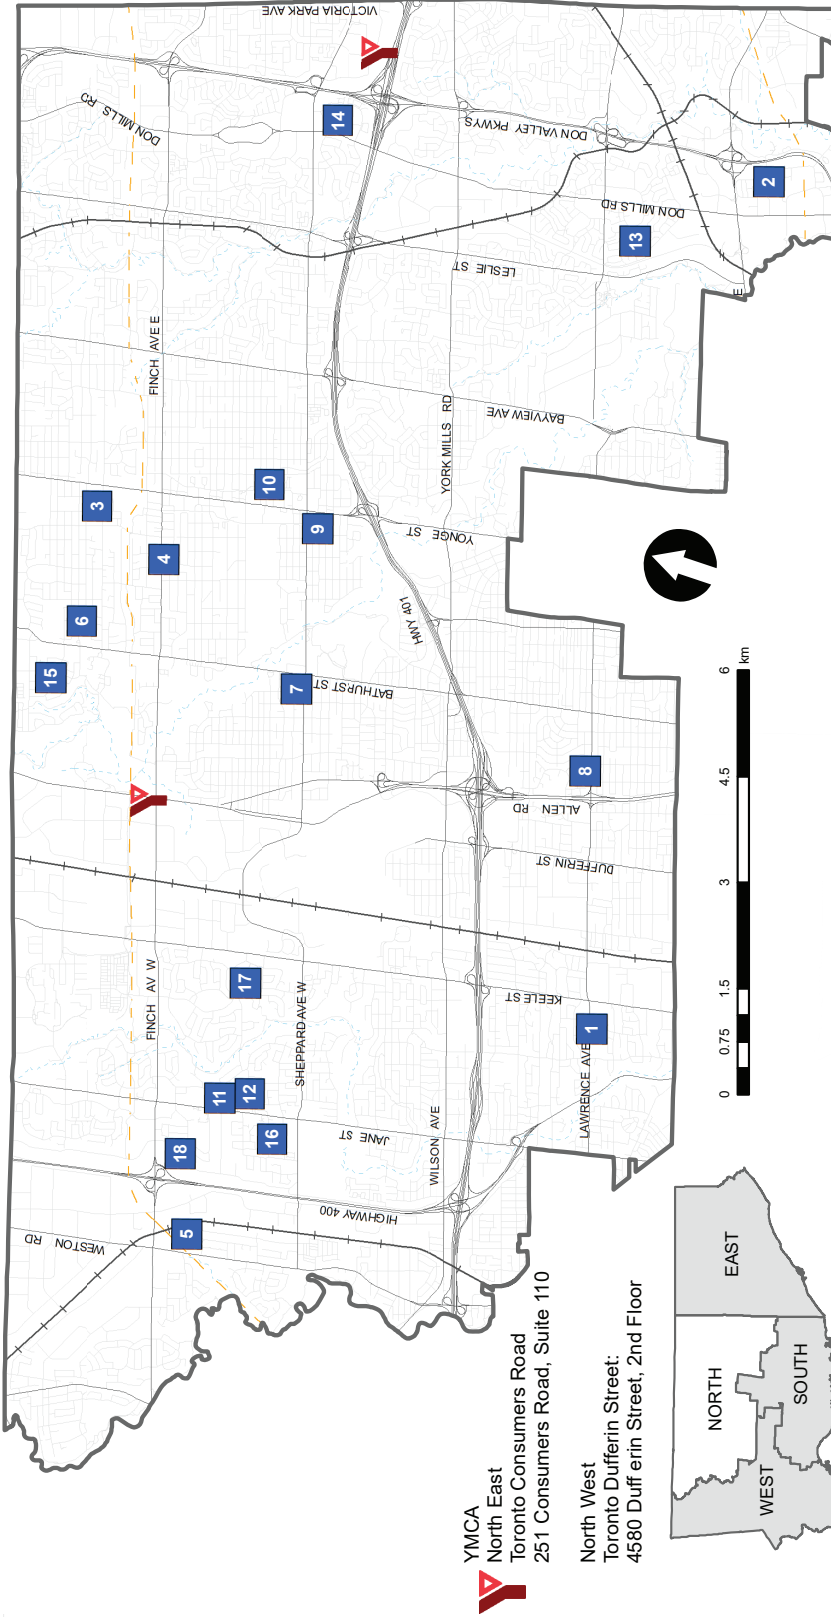 VICTORIA PARK AVE
DON MILLS RD
14
DON VALLEY PKWYS
2
DON MILLS RD
13
LESLIE ST
E
FINCH AVE E
BAYVIEW AVE
YORK MILLS RD
3
10
9
4
YONGE ST
HWY 401
6
15
7
BATHURST ST
8
ALLEN RD
DUFFERIN ST
FINCH AV W
17
SHEPPARD AVE W
KEELE ST
1
LAWRENCE AVE
11
12
16
18
JANE ST
WILSON AVE
HIGHWAY 400
5
WESTON RD
0 0.75 1.5 3 4.5 6
km
YMCA
North East
Toronto Consumers Road
251 Consumers Road, Suite 110
North West
Toronto Dufferin Street:
4580 Duff erin Street, 2nd Floor
NORTH
EAST
SOUTH
WEST